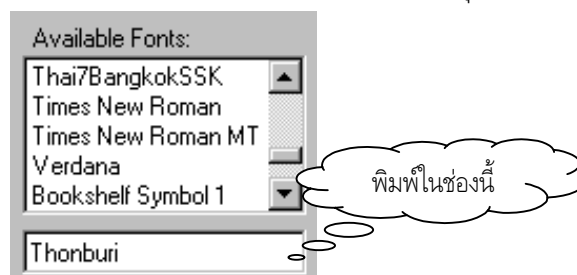 Available Fonts:
Thai7BangkokSSK
Times New Roman
Times New Roman MT
Verdana
Bookshelf Symbol 1
พิมพ์ในช่องนี้
Thonburi